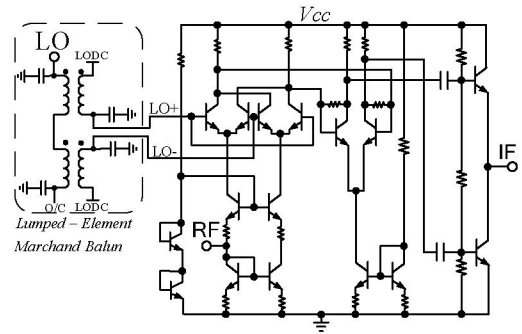 Vcc
LO
LODC
LO+
LO-
O/C
LODC
Lumped – Element
Marchand Balun
RF
IF